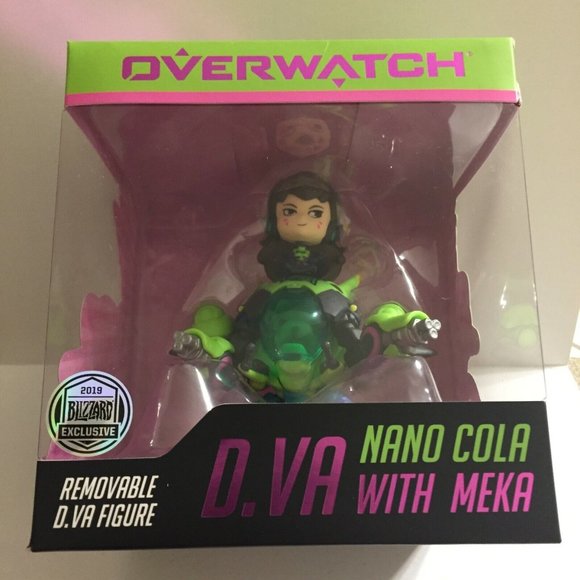 OVERWATCH
2019
BLIZZARD
EXCLUSIVE
REMOVABLE
D.VA FIGURE
D.VA
NANO COLA
WITH MEKA